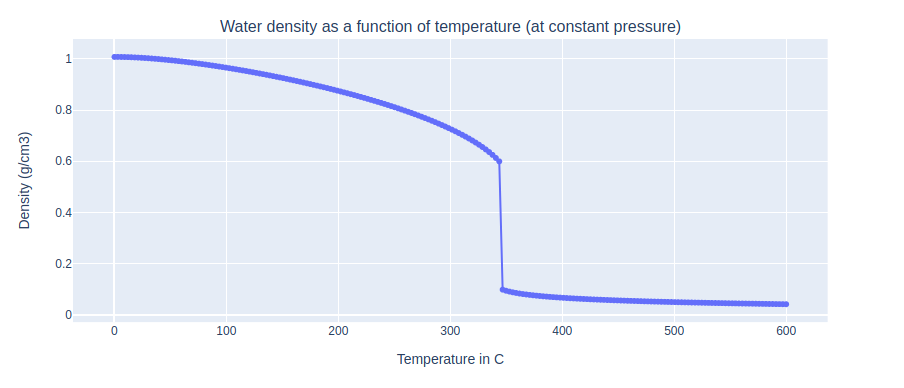 Water density as a function of temperature (at constant pressure)
1
0.8
0.6
0.4
0.2
0
Density (g/cm3)
0 100 200 300 400 500 600
Temperature in C